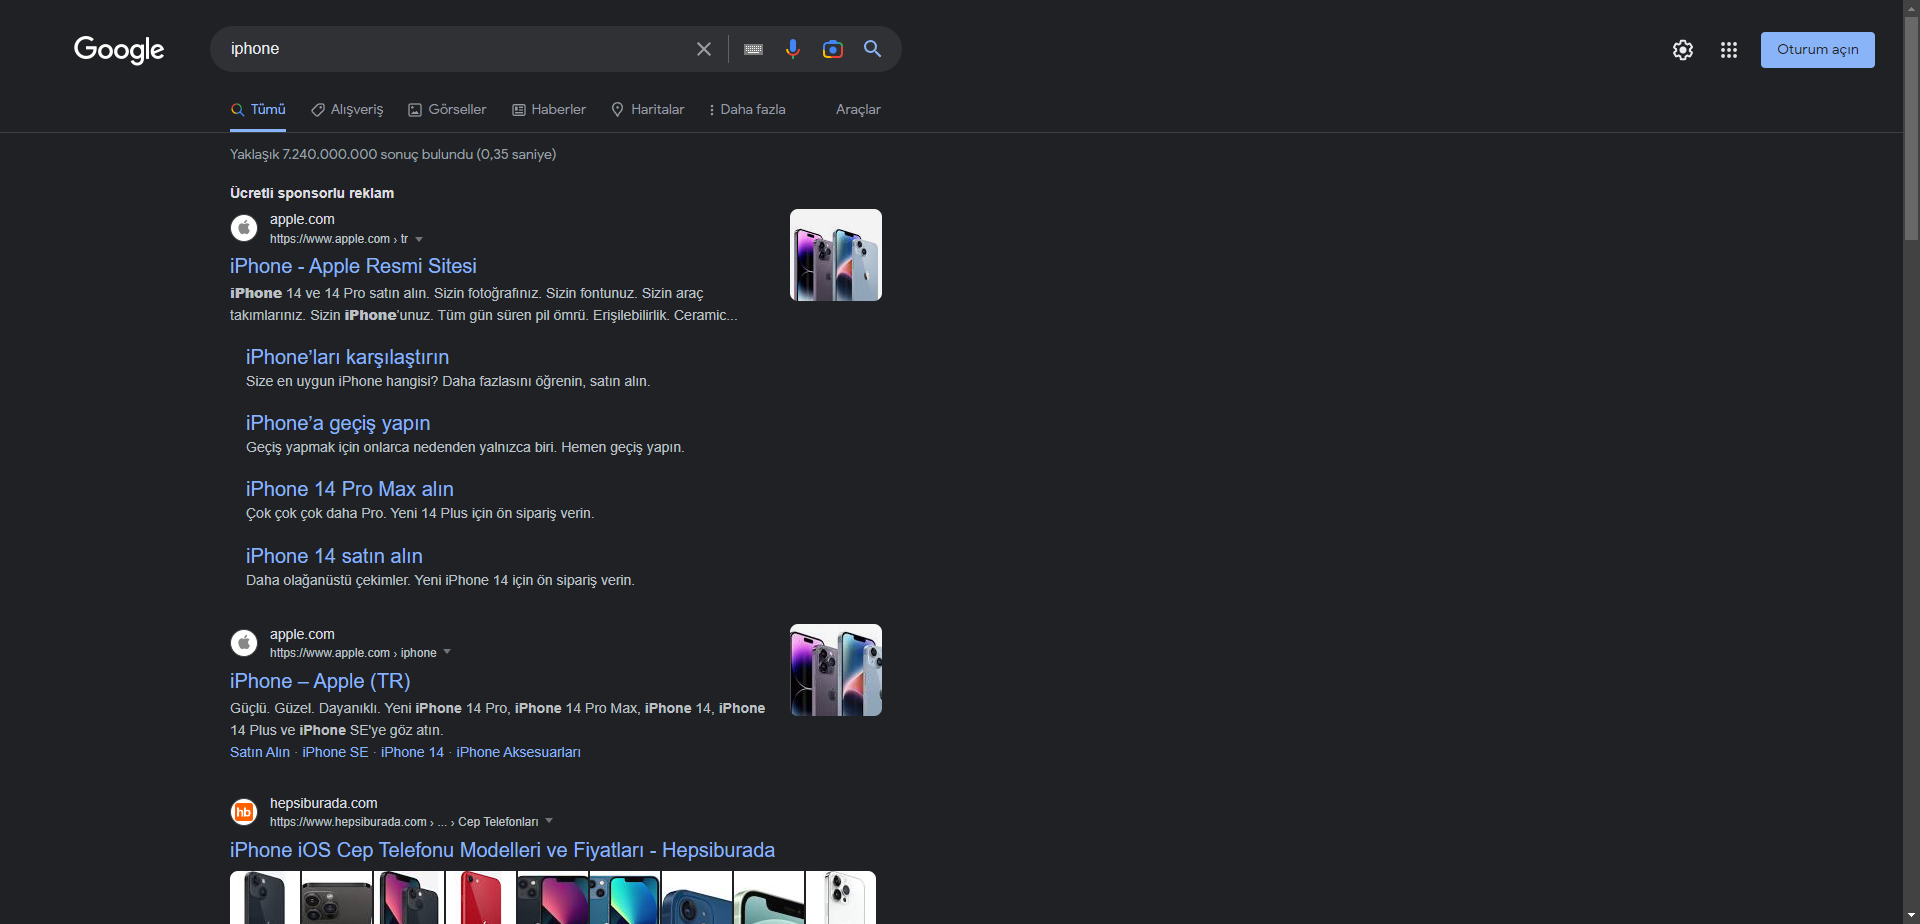 Google
iphone
Oturum açın
Tümü
Alışveriş
Görseller
Haberler
Haritalar
Daha fazla
Araçlar
Yaklaşık 7.240.000.000 sonuç bulundu (0,35 saniye)
Ücretli sponsorlu reklam
apple.com
https://www.apple.com › tr
iPhone - Apple Resmi Sitesi
iPhone 14 ve 14 Pro satın alın. Sizin fotoğrafınız. Sizin fontunuz. Sizin araç
takımlarınız. Sizin iPhone'unuz. Tüm gün süren pil ömrü. Erişilebilirlik. Ceramic...
iPhone’ları karşılaştırın
Size en uygun iPhone hangisi? Daha fazlasını öğrenin, satın alın.
iPhone’a geçiş yapın
Geçiş yapmak için onlarca nedenden yalnızca biri. Hemen geçiş yapın.
iPhone 14 Pro Max alın
Çok çok çok daha Pro. Yeni 14 Plus için ön sipariş verin.
iPhone 14 satın alın
Daha olağanüstü çekimler. Yeni iPhone 14 için ön sipariş verin.
apple.com
https://www.apple.com › iphone
iPhone – Apple (TR)
Güçlü. Güzel. Dayanıklı. Yeni iPhone 14 Pro, iPhone 14 Pro Max, iPhone 14, iPhone
14 Plus ve iPhone SE'ye göz atın.
Satın Alın · iPhone SE · iPhone 14 · iPhone Aksesuarları
hb
hepsiburada.com
https://www.hepsiburada.com › ... › Cep Telefonları
iPhone iOS Cep Telefonu Modelleri ve Fiyatları - Hepsiburada